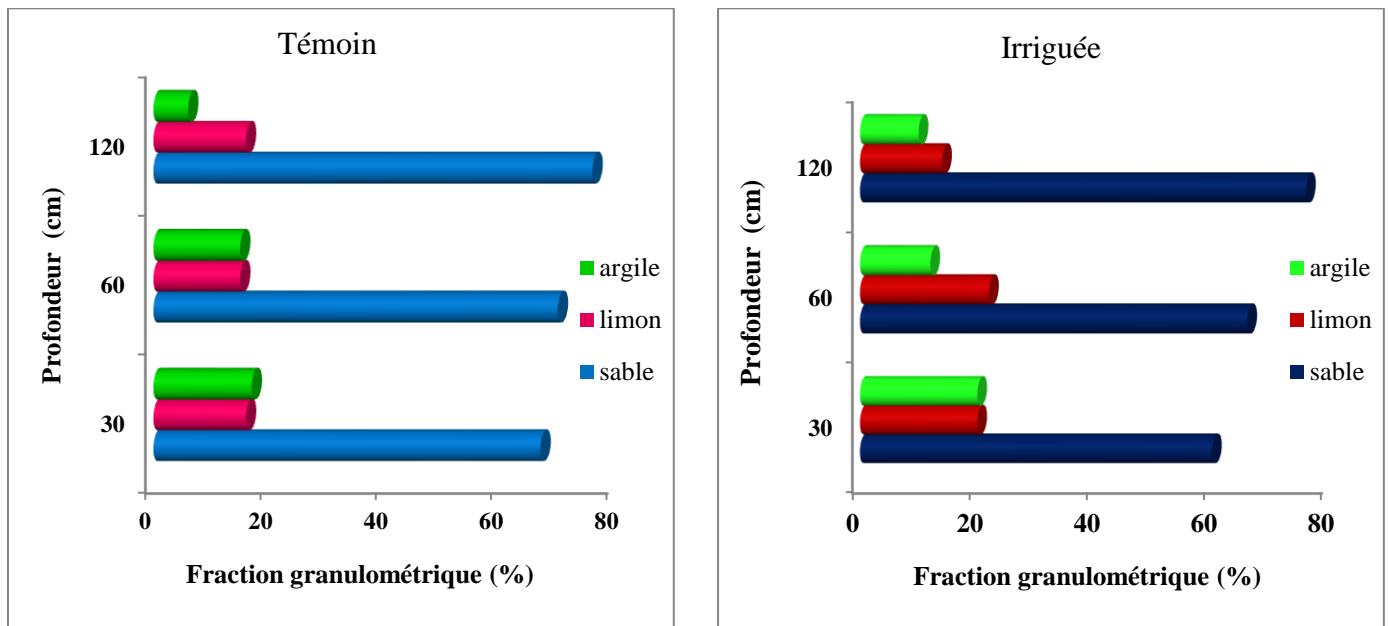 Témoin
Profondeur (cm)
120
60
30
0 20 40 60 80
Fraction granulométrique (%)
argile
limon
sable
Irriguée
Profondeur (cm)
120
60
30
0 20 40 60 80
Fraction granulométrique (%)
argile
limon
sable